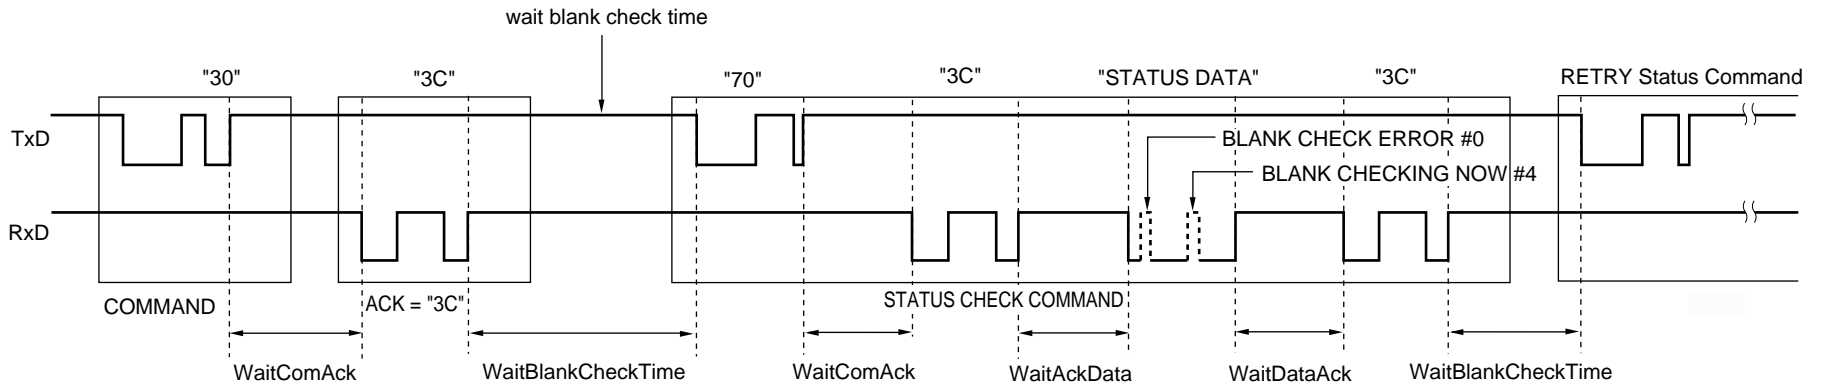 wait blank check time
"30" "3C" "70" "3C" "STATUS DATA" "3C" RETRY Status Command
TxD
BLANK CHECK ERROR #0
BLANK CHECKING NOW #4
RxD
COMMAND ACK = "3C" STATUS CHECK COMMAND
WaitComAck WaitBlankCheckTime WaitComAck WaitAckData WaitDataAck WaitBlankCheckTime